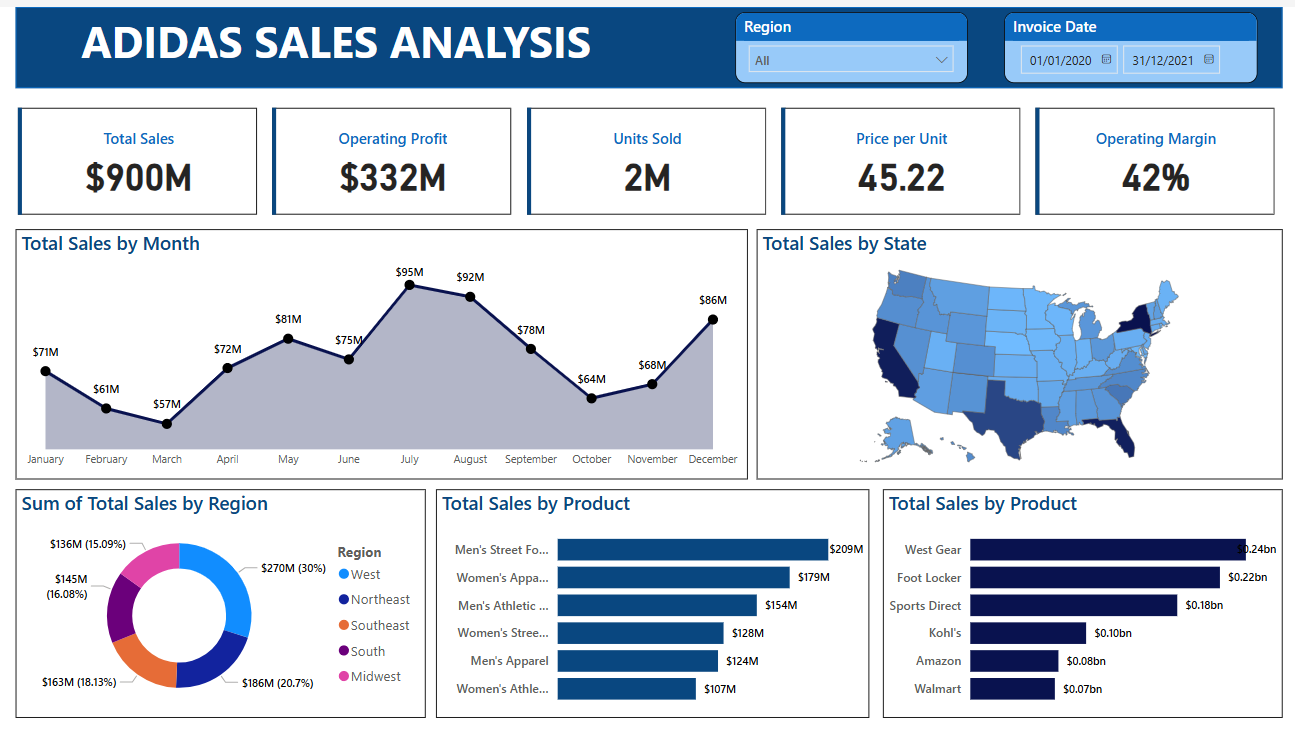 ADIDAS SALES ANALYSIS
Region
All
Invoice Date
01/01/2020 31/12/2021
Total Sales
$900M
Operating Profit
$332M
Units Sold
2M
Price per Unit
45.22
Operating Margin
42%
Total Sales by Month
$71M
$61M
$57M
$72M
$81M
$75M
$95M
$92M
$78M
$64M
$68M
$86M
January February March April May June July August September October November December
Total Sales by State
Sum of Total Sales by Region
$136M (15.09%)
$270M (30%)
$145M
(16.08%)
$163M (18.13%)
$186M (20.7%)
Region
West
Northeast
Southeast
South
Midwest
Total Sales by Product
Men's Street Fo... $209M
Women's Appa... $179M
Men's Athletic ... $154M
Women's Stree... $128M
Men's Apparel $124M
Women's Athle... $107M
Total Sales by Product
West Gear $0.24bn
Foot Locker $0.22bn
Sports Direct $0.18bn
Kohl's $0.10bn
Amazon $0.08bn
Walmart $0.07bn